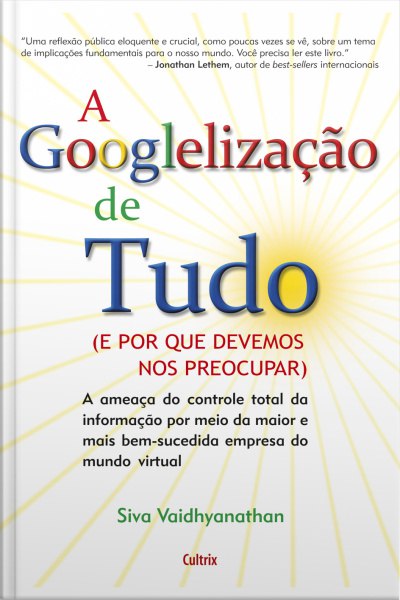 "Uma reflexão pública eloquente e crucial, como poucas vezes se vê, sobre um tema
de implicações fundamentais para o nosso mundo. Você precisa ler este livro."
– Jonathan Lethem, autor de best-sellers internacionais
A
Googlelização
de
Tudo
(E POR QUE DEVEMOS
NOS PREOCUPAR)
A ameaça do controle total da
informação por meio da maior e
mais bem-sucedida empresa do
mundo virtual
Siva Vaidhyanathan
Cultrix